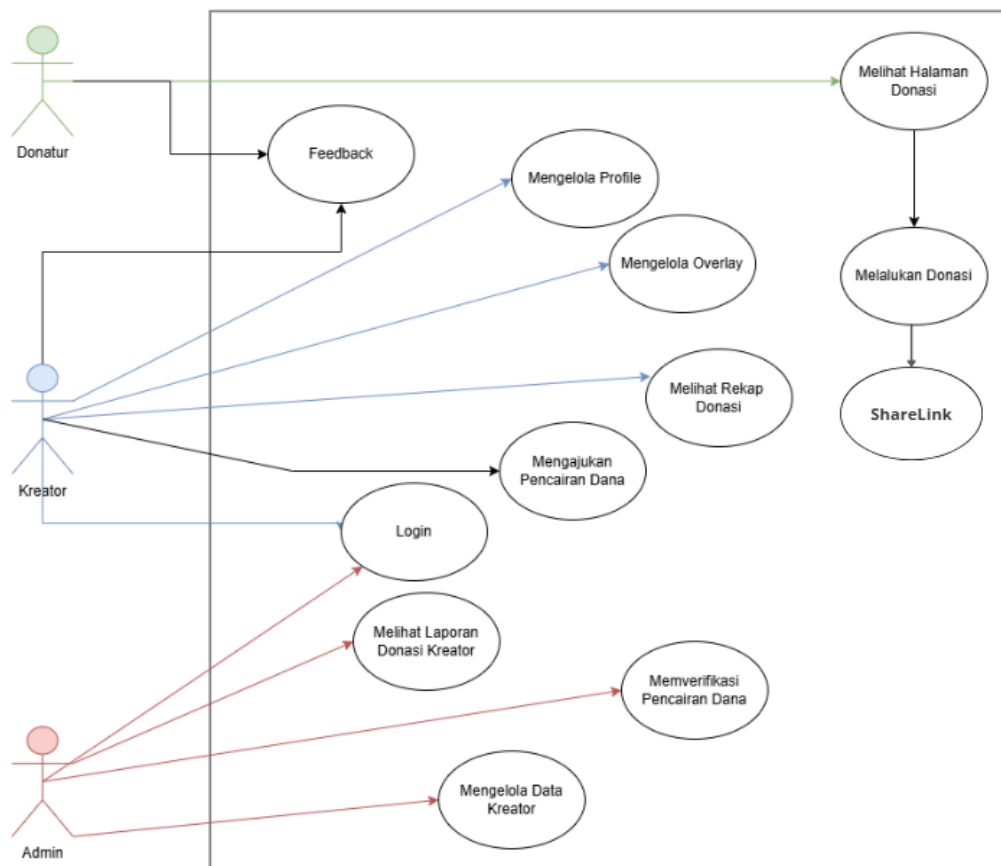 Melihat Halaman
Donasi
Donatur
Feedback
Mengelola Profile
Mengelola Overlay
Melalukan Donasi
Melihat Rekap
Donasi
ShareLink
Kreator
Mengajukan
Pencairan Dana
Login
Melihat Laporan
Donasi Kreator
Memverifikasi
Pencairan Dana
Mengelola Data
Kreator
Admin